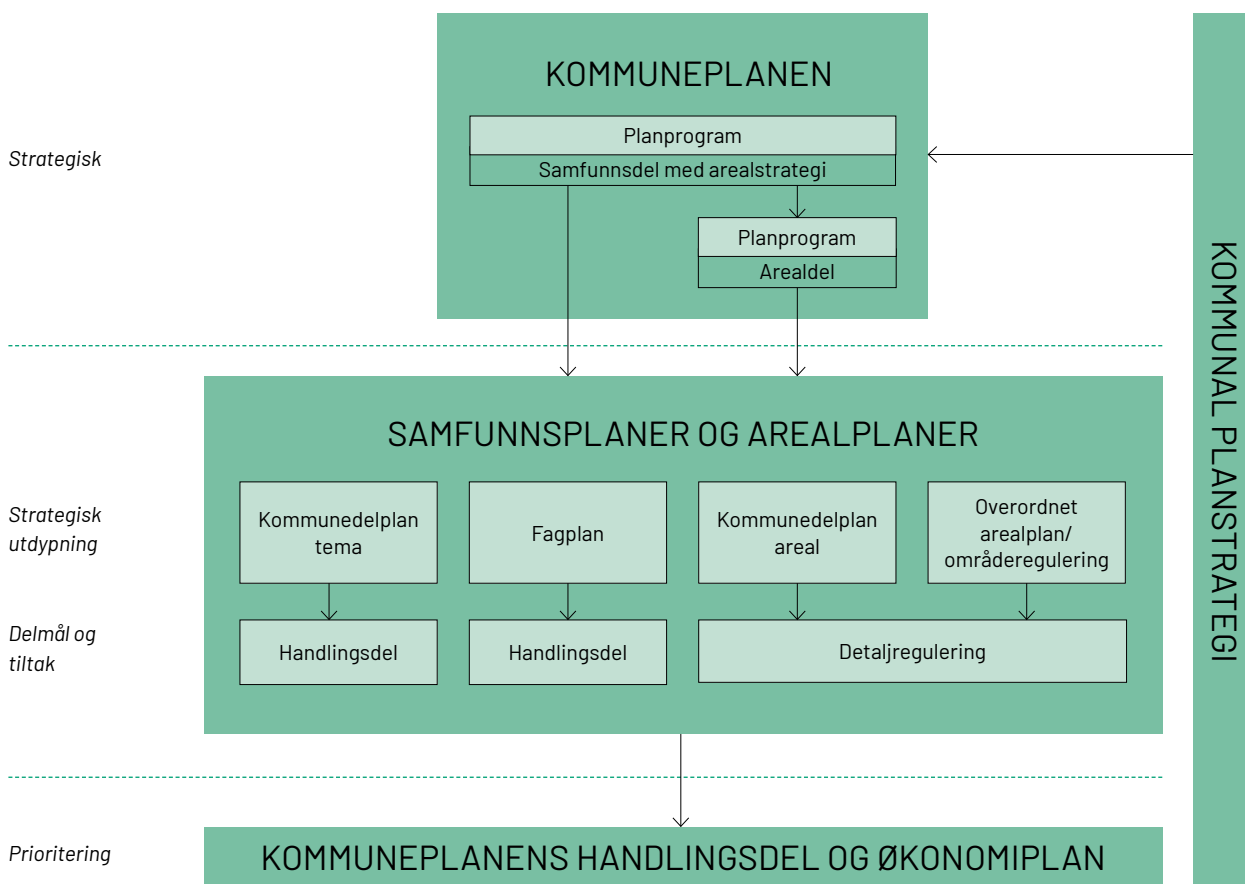 KOMMUNEPLANEN
Strategisk
Planprogram
Samfunnsdel med arealstrategi
Planprogram
Arealdel
KOMMUNAL PLANSTRATEGI
SAMFUNNSPLANER OG AREALPLANER
Strategisk
utdypning
Kommunedelplan
tema
Fagplan
Kommunedelplan
areal
Overordnet
arealplan/
områderegulering
Delmål og
tiltak
Handlingsdel
Handlingsdel
Detaljregulering
Prioritering
KOMMUNEPLANENS HANDLINGSDEL OG ØKONOMIPLAN